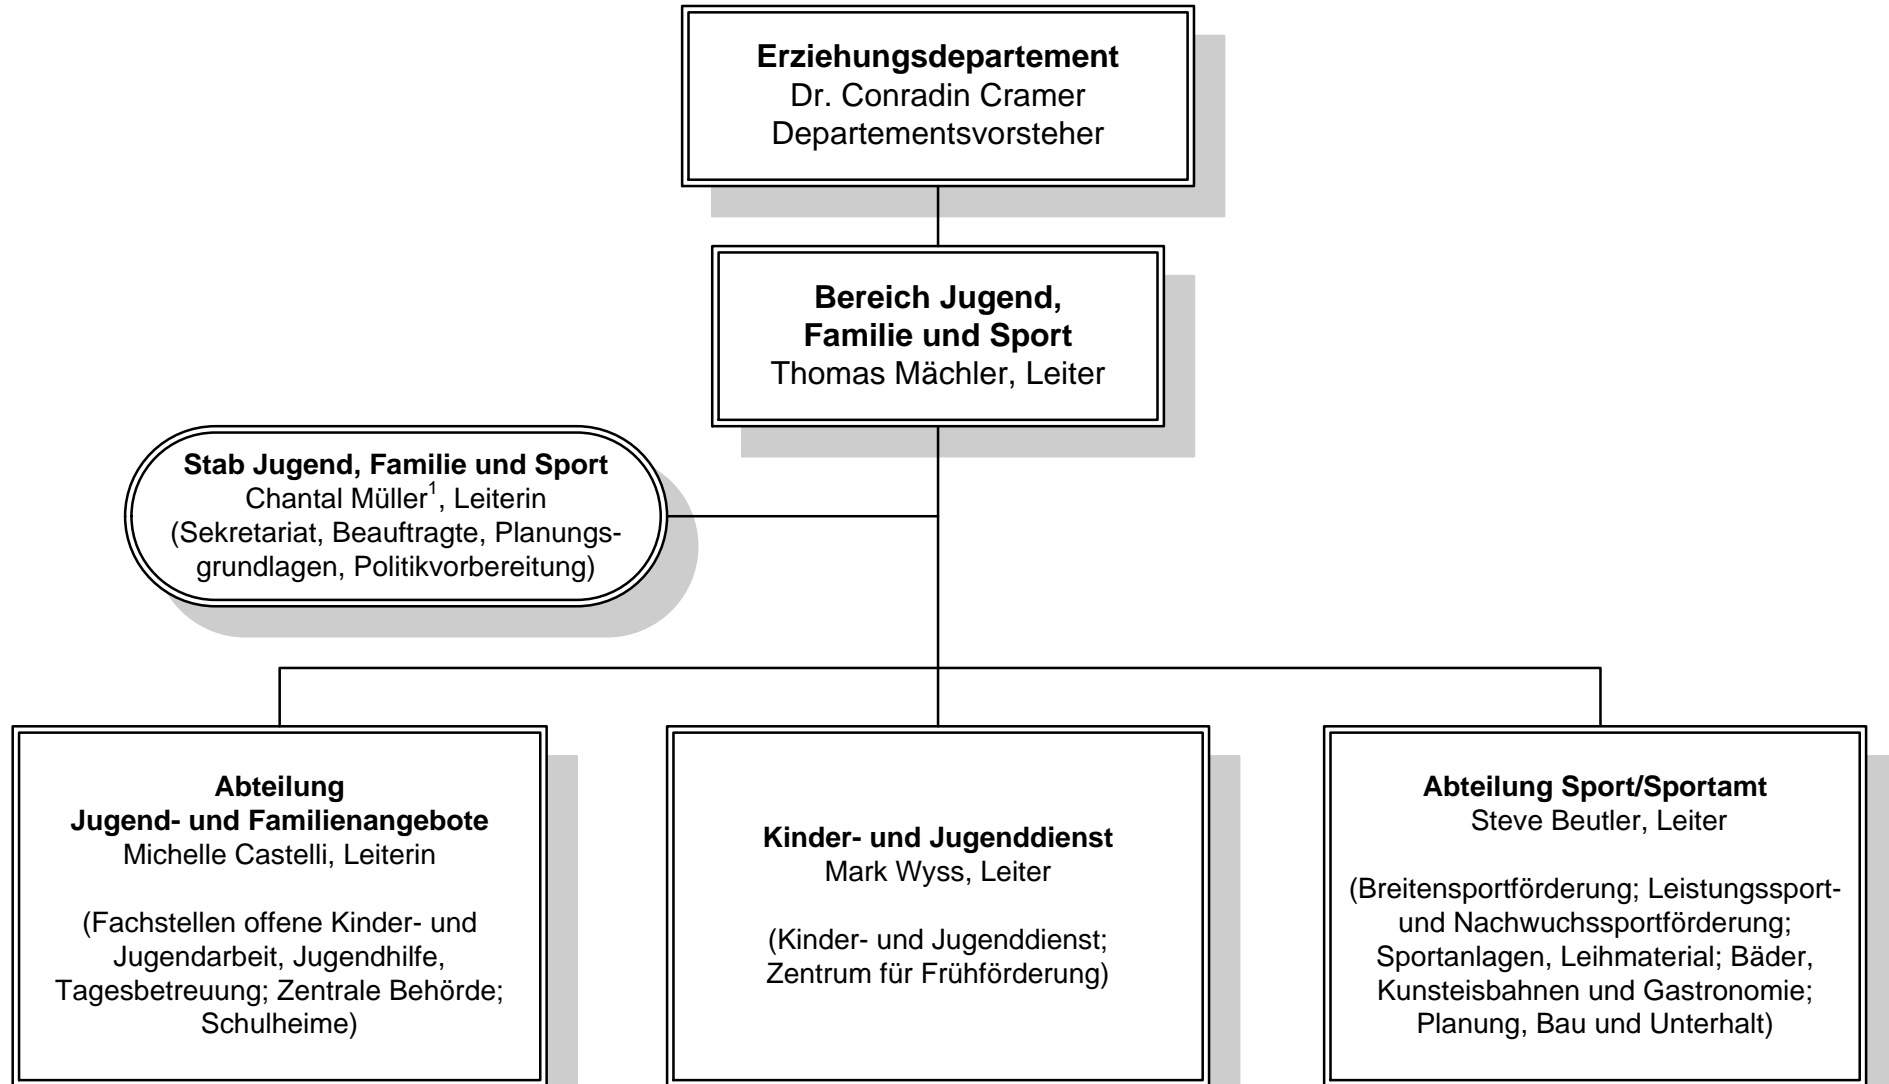 Erziehungsdepartement
Dr. Conradin Cramer
Departementsvorsteher
Bereich Jugend,
Familie und Sport
Thomas Mächler, Leiter
Stab Jugend, Familie und Sport
Chantal Müller¹, Leiterin
(Sekretariat, Beauftragte, Planungs-
grundlagen, Politikvorbereitung)
Abteilung
Jugend- und Familienangebote
Michelle Castelli, Leiterin
(Fachstellen offene Kinder- und
Jugendarbeit, Jugendhilfe,
Tagesbetreuung; Zentrale Behörde;
Schulheime)
Kinder- und Jugenddienst
Mark Wyss, Leiter
(Kinder- und Jugenddienst;
Zentrum für Frühförderung)
Abteilung Sport/Sportamt
Steve Beutler, Leiter
(Breitensportförderung; Leistungssport-
und Nachwuchssportförderung;
Sportanlagen, Leihmaterial; Bäder,
Kunsteisbahnen und Gastronomie;
Planung, Bau und Unterhalt)